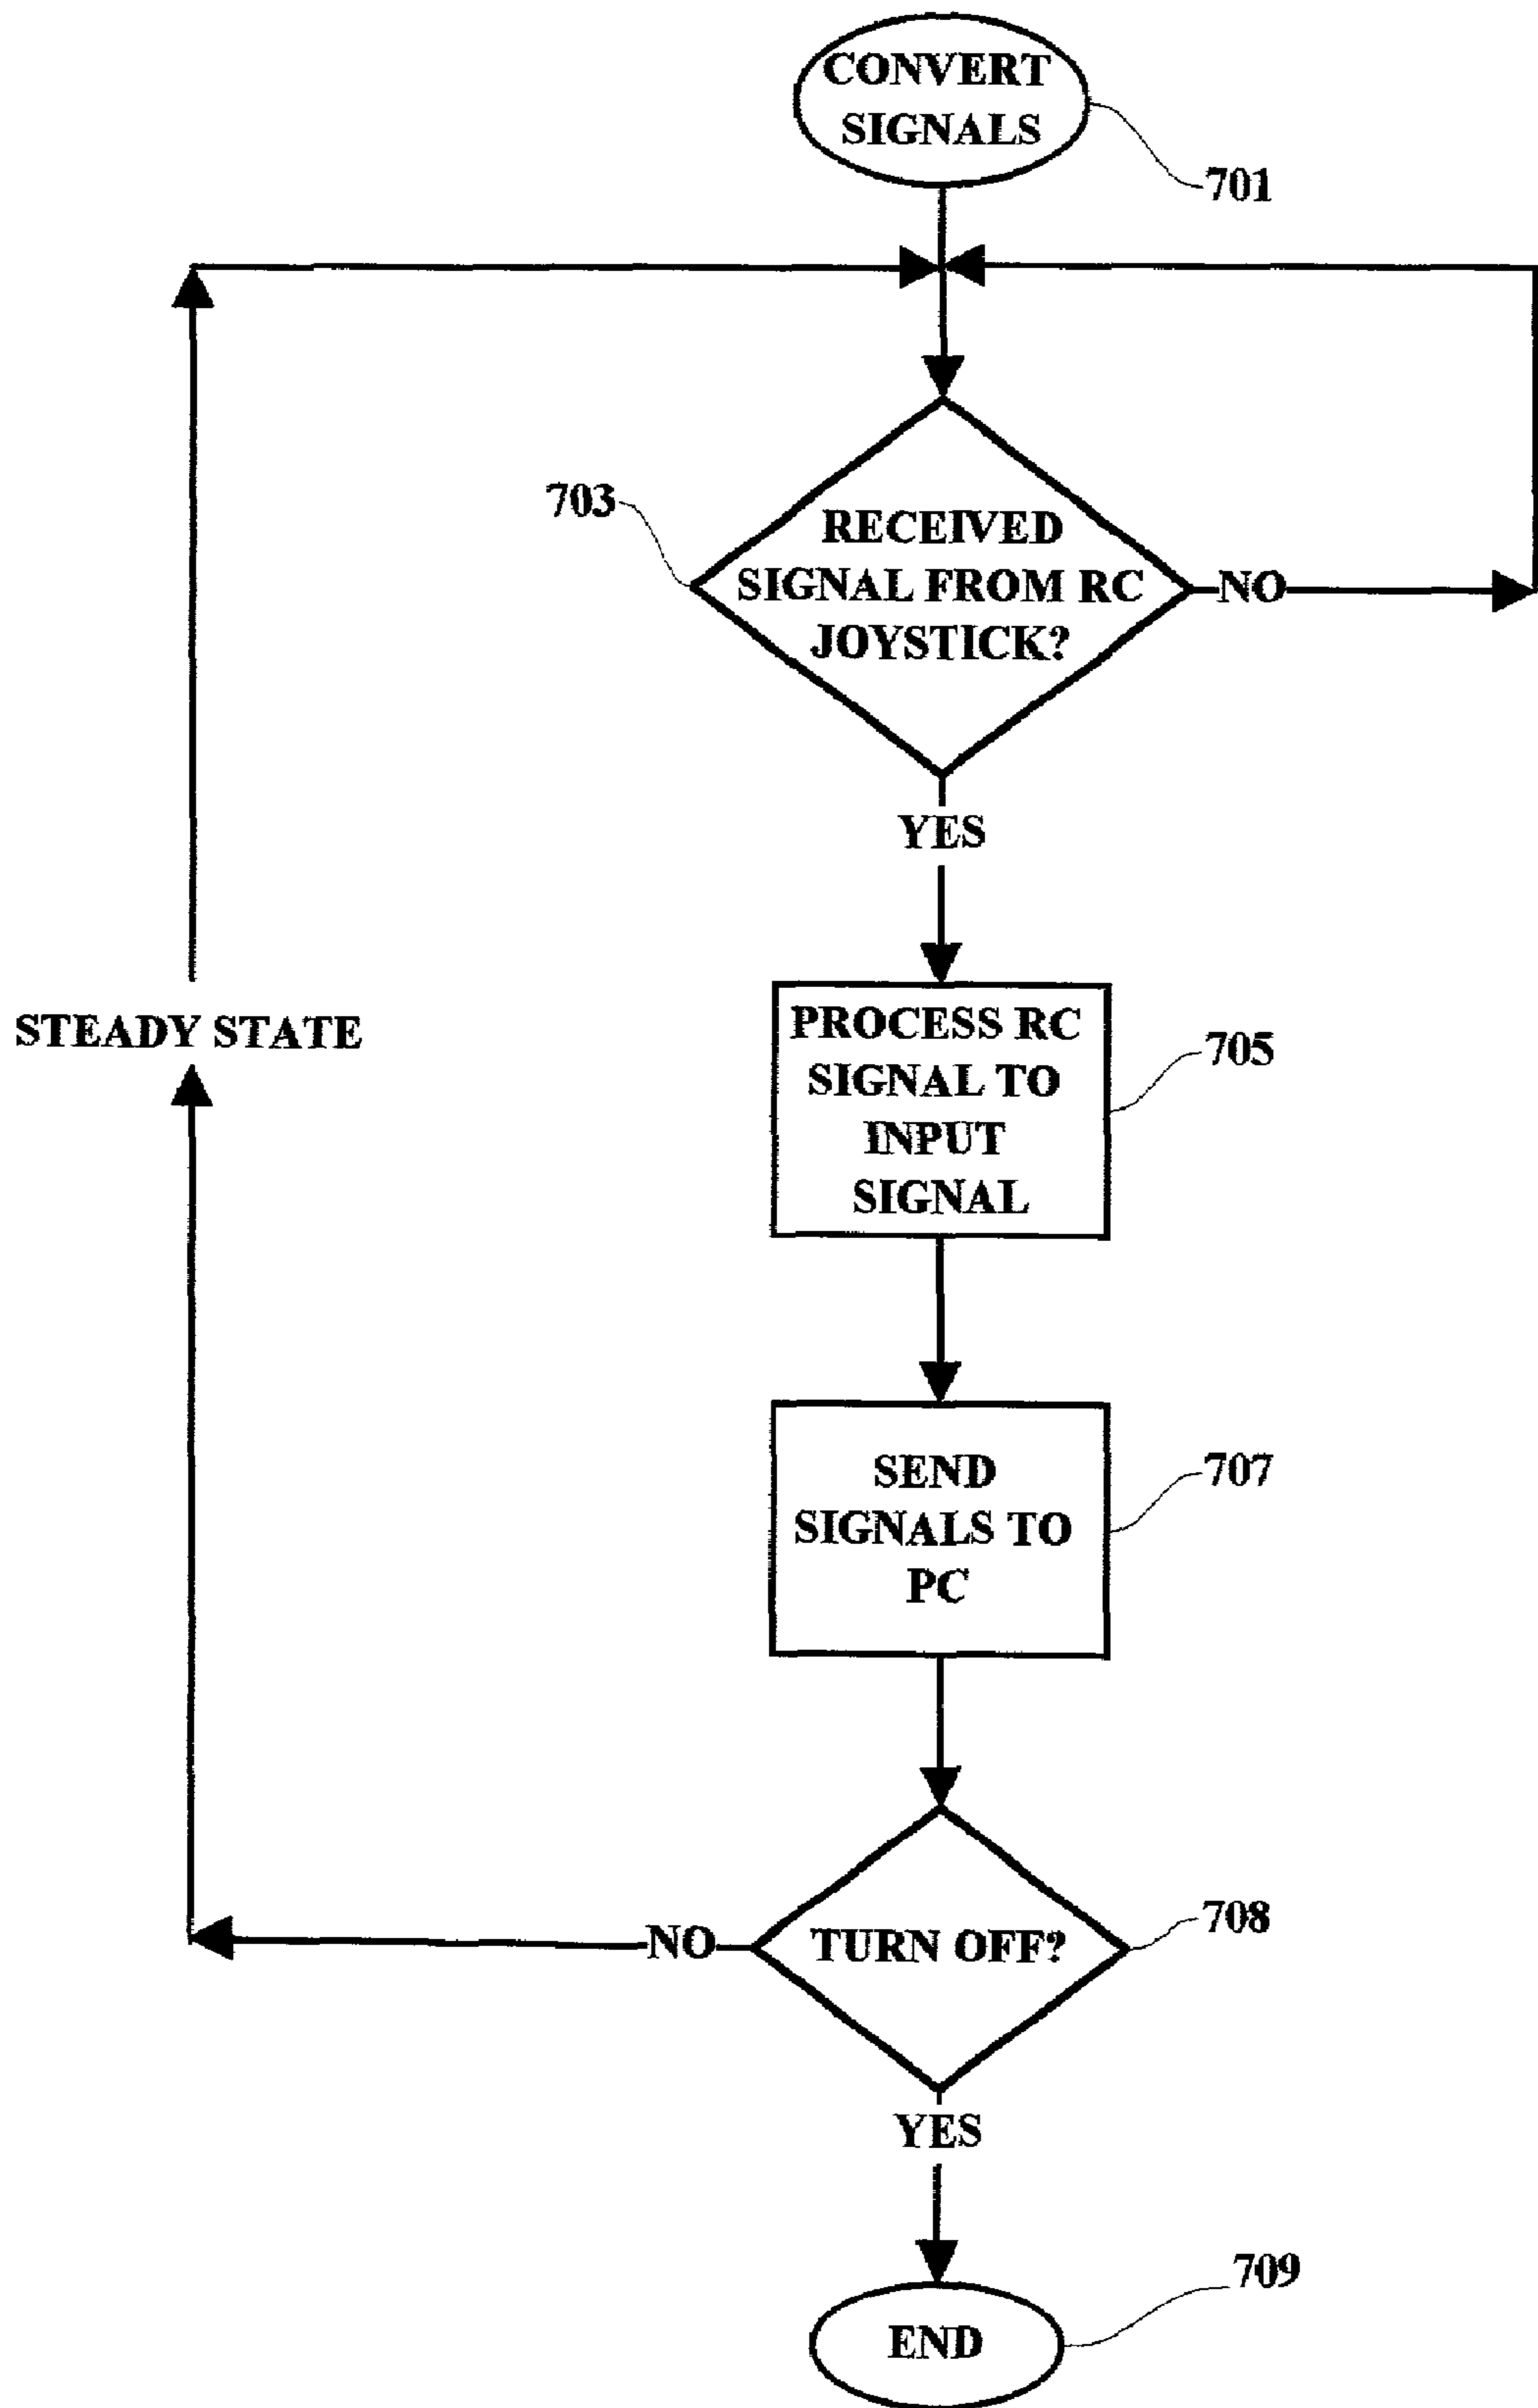 CONVERT
SIGNALS
701
703
RECEIVED
SIGNAL FROM RC
JOYSTICK?
NO
YES
STEADY STATE
PROCESS RC
SIGNAL TO
INPUT
SIGNAL
705
SEND
SIGNALS TO
PC
707
NO
TURN OFF?
708
YES
END
709